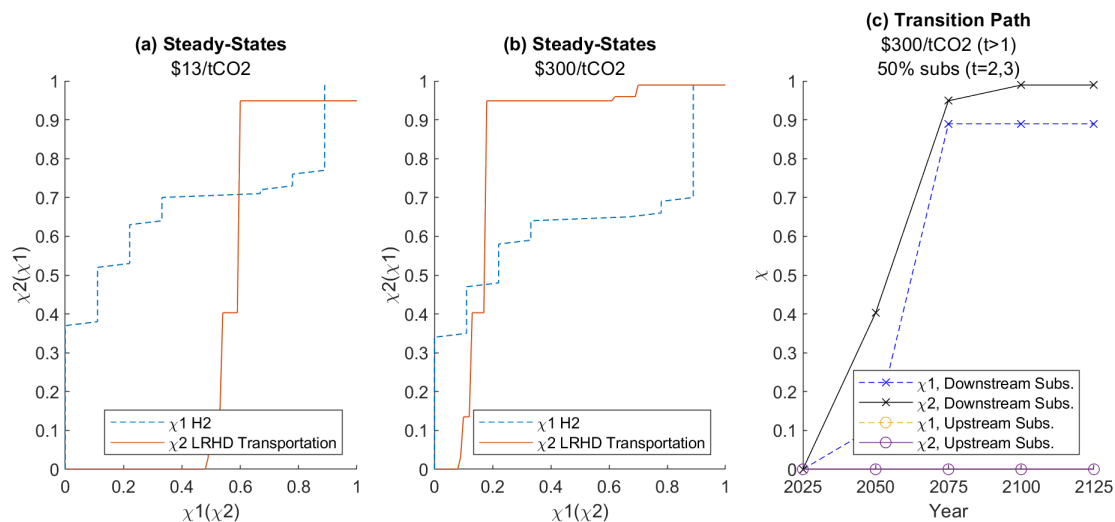 (a) Steady-States
$13/tCO2
1
0.9
0.8
0.7
0.6
0.5
0.4
0.3
0.2
0.1
0
χ2(χ1)
χ1 H2
χ2 LRHD Transportation
0 0.2 0.4 0.6 0.8 1
χ1(χ2)
(b) Steady-States
$300/tCO2
1
0.9
0.8
0.7
0.6
0.5
0.4
0.3
0.2
0.1
0
χ2(χ1)
χ1 H2
χ2 LRHD Transportation
0 0.2 0.4 0.6 0.8 1
χ1(χ2)
(c) Transition Path
$300/tCO2 (t>1)
50% subs (t=2,3)
1
0.9
0.8
0.7
0.6
0.5
0.4
0.3
0.2
0.1
0
χ
χ1, Downstream Subs.
χ2, Downstream Subs.
χ1, Upstream Subs.
χ2, Upstream Subs.
2025 2050 2075 2100 2125
Year